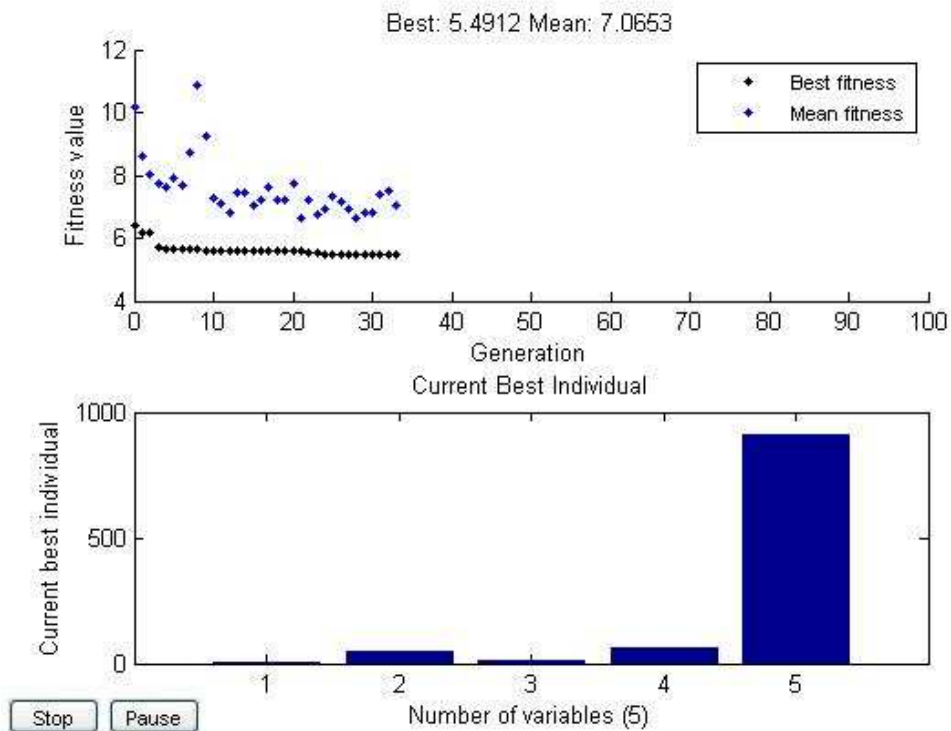 Best: 5.4912 Mean: 7.0653
12
10
8
6
4
Fitness value
Best fitness
Mean fitness
0 10 20 30 40 50 60 70 80 90 100
Generation
Current Best Individual
1000
500
0
Current best individual
1 2 3 4 5
Number of variables (5)
Stop Pause